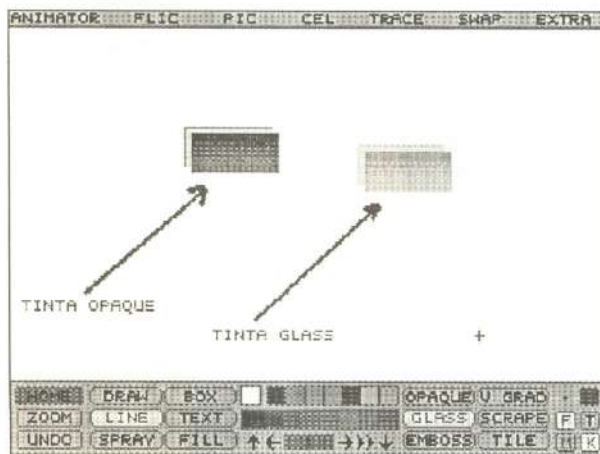 ANIMATOR FLIC PIC CEL TRACE SWAP EXTRA
TINTA OPAQUE
TINTA GLASS
HOME DRAW BOX OPAQUE V GRAD
ZOOM LINE TEXT GLASS SCRAPE F T
UNDO SPRAY FILL EMBOSS TILE K